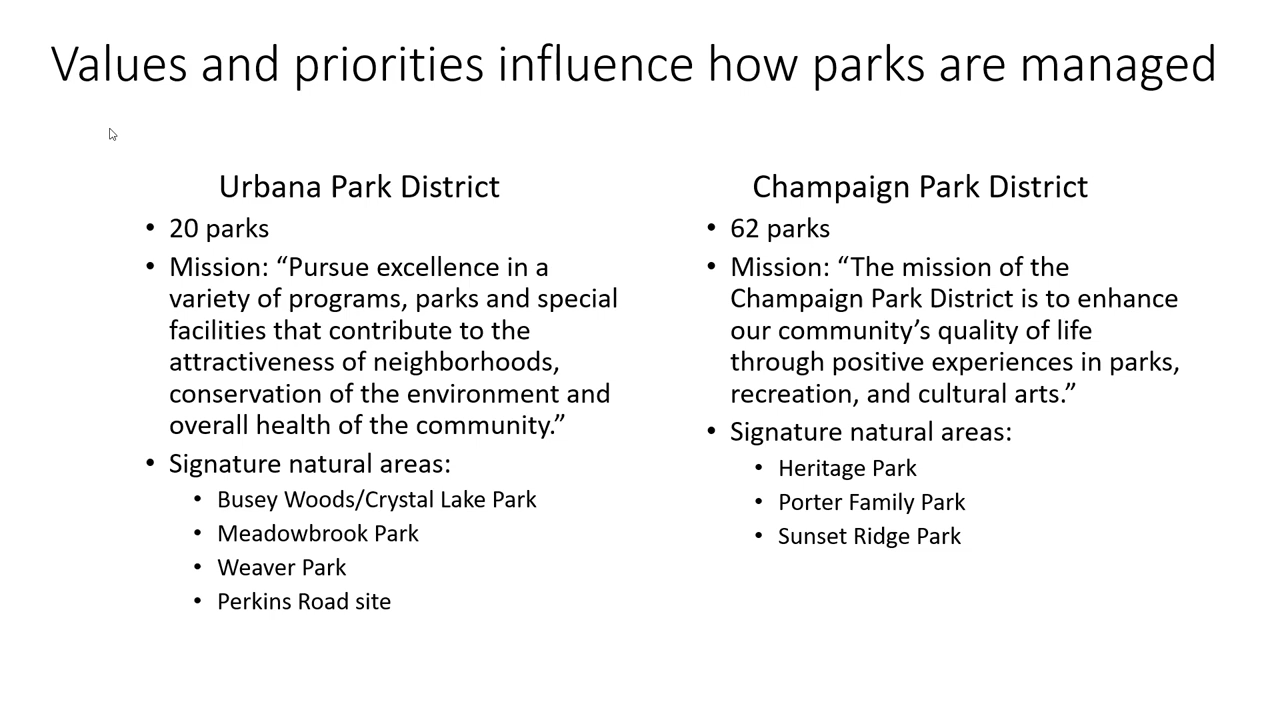 Values and priorities influence how parks are managed
Urbana Park District
• 20 parks
• Mission: “Pursue excellence in a
variety of programs, parks and special
facilities that contribute to the
attractiveness of neighborhoods,
conservation of the environment and
overall health of the community.”
• Signature natural areas:
• Busey Woods/Crystal Lake Park
• Meadowbrook Park
• Weaver Park
• Perkins Road site
Champaign Park District
• 62 parks
• Mission: “The mission of the
Champaign Park District is to enhance
our community’s quality of life
through positive experiences in parks,
recreation, and cultural arts.”
• Signature natural areas:
• Heritage Park
• Porter Family Park
• Sunset Ridge Park